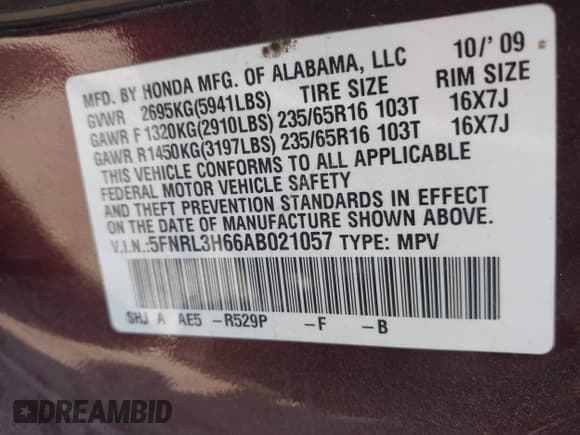 MFD. BY HONDA MFG. OF ALABAMA, LLC 10/'09
GVWR 2695KG(5941LBS) TIRE SIZE RIM SIZE
GAWR F1320KG(2910LBS) 235/65R16 103T 16X7J
GAWR R1450KG(3197LBS) 235/65R16 103T 16X7J
THIS VEHICLE CONFORMS TO ALL APPLICABLE
FEDERAL MOTOR VEHICLE SAFETY
AND THEFT PREVENTION STANDARDS IN EFFECT
ON THE DATE OF MANUFACTURE SHOWN ABOVE.
V.I.N.:5FNRL3H66AB021057 TYPE: MPV
SHJ A AE5 -R529P -F -B
DREAMBID